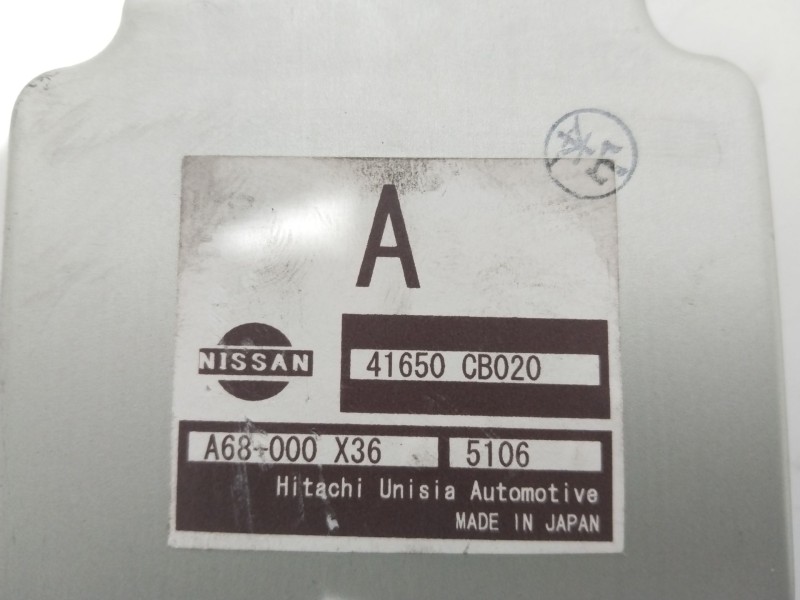 A
NISSAN
41650 CB020
A68-000 X36
5106
Hitachi Unisia Automotive
MADE IN JAPAN